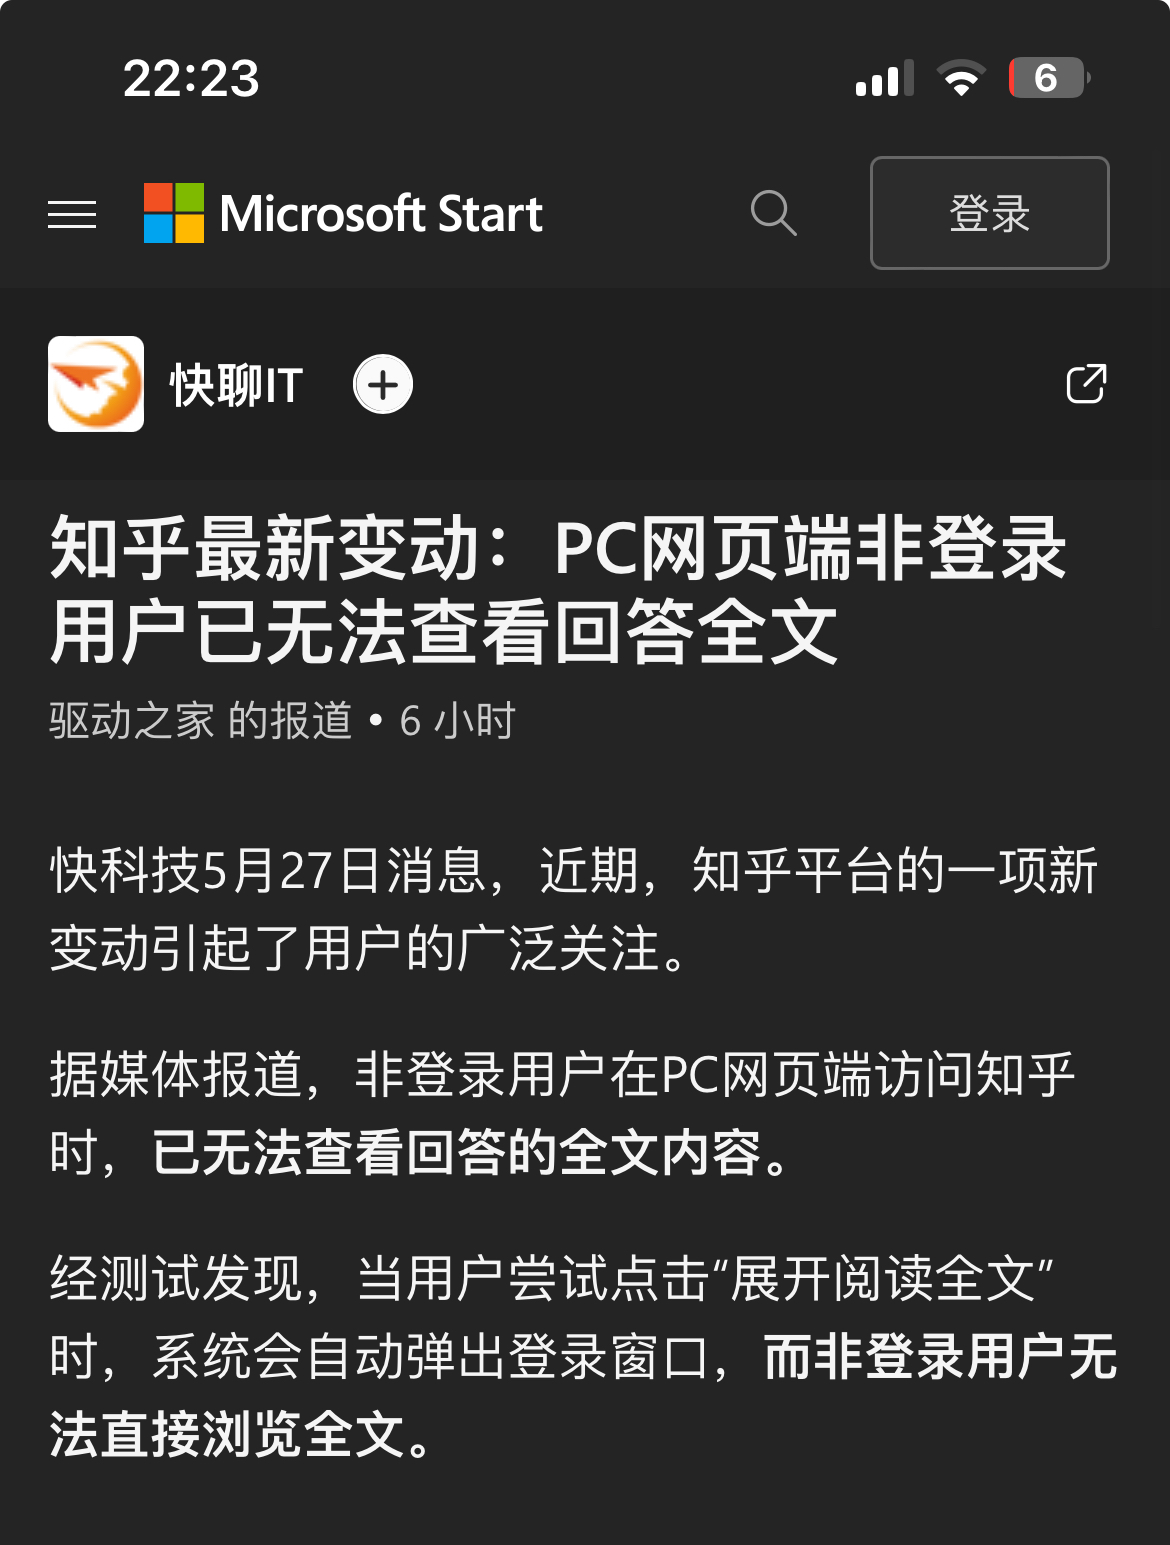 22:23
6
Microsoft Start
登录
快聊IT
知乎最新变动：PC网页端非登录
用户已无法查看回答全文
驱动之家 的报道 • 6 小时
快科技5月27日消息，近期，知乎平台的一项新
变动引起了用户的广泛关注。
据媒体报道，非登录用户在PC网页端访问知乎
时，已无法查看回答的全文内容。
经测试发现，当用户尝试点击“展开阅读全文”
时，系统会自动弹出登录窗口，而非登录用户无
法直接浏览全文。